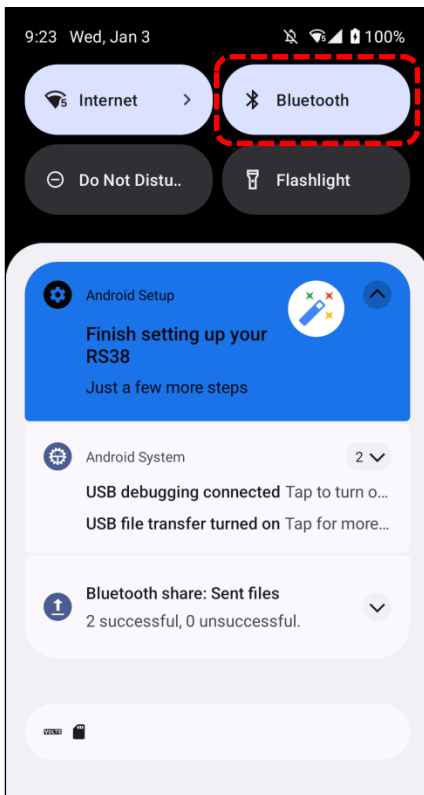 9:23 Wed, Jan 3 5 100%
5 Internet > Bluetooth
Do Not Distu.. Flashlight
Android Setup
Finish setting up your
RS38
Just a few more steps
Android System 2
USB debugging connected Tap to turn o...
USB file transfer turned on Tap for more...
Bluetooth share: Sent files
2 successful, 0 unsuccessful.
VOLTE